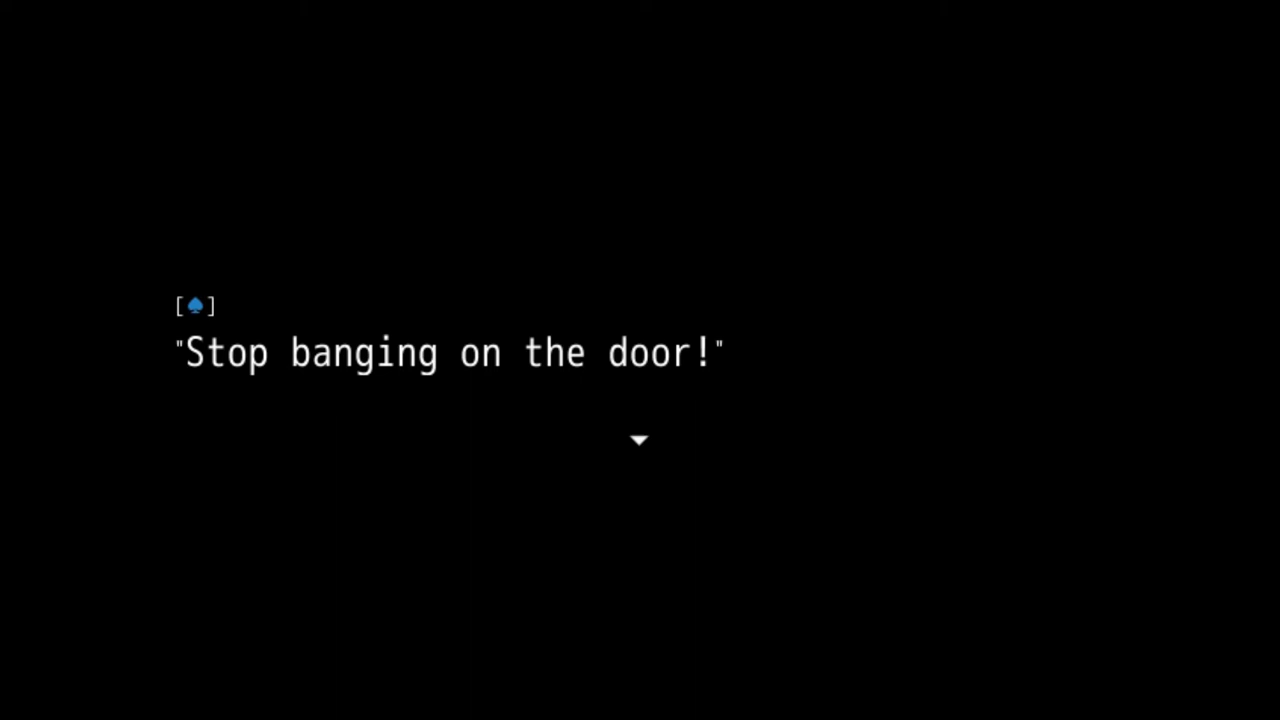 [♠]
"Stop banging on the door!"